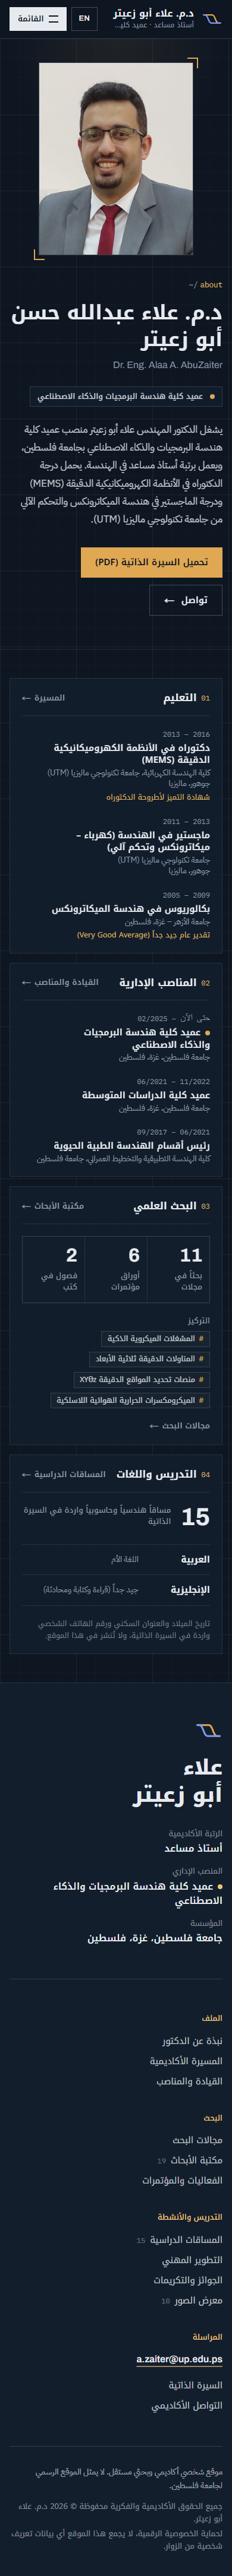 د.م. علاء أبو زعيتر
أستاذ مساعد · عميد كلي...
EN
القائمة
~/ about
د.م. علاء عبدالله حسن
أبو زعيتر
Dr. Eng. Alaa A. AbuZaiter
عميد كلية هندسة البرمجيات والذكاء الاصطناعي
يشغل الدكتور المهندس علاء أبو زعيتر منصب عميد كلية
هندسة البرمجيات والذكاء الاصطناعي بجامعة فلسطين،
ويعمل برتبة أستاذ مساعد في الهندسة. يحمل درجة
الدكتوراه في الأنظمة الكهروميكانيكية الدقيقة (MEMS)
ودرجة الماجستير في هندسة الميكاترونكس والتحكم الآلي
من جامعة تكنولوجي ماليزيا (UTM).
تحميل السيرة الذاتية (PDF)
تواصل ←
01 التعليم
المسيرة ←
2013 – 2016
دكتوراه في الأنظمة الكهروميكانيكية
الدقيقة (MEMS)
كلية الهندسة الكهربائية، جامعة تكنولوجي ماليزيا (UTM)
جوهور، ماليزيا
شهادة التميز لأطروحة الدكتوراه
2011 – 2013
ماجستير في الهندسة (كهرباء –
ميكاترونكس وتحكم آلي)
جامعة تكنولوجي ماليزيا (UTM)
جوهور، ماليزيا
2005 – 2009
بكالوريوس في هندسة الميكاترونكس
جامعة الأزهر – غزة، فلسطين
تقدير عام جيد جداً (Very Good Average)
02 المناصب الإدارية
القيادة والمناصب ←
02/2025 – حتى الآن
عميد كلية هندسة البرمجيات
والذكاء الاصطناعي
جامعة فلسطين، غزة، فلسطين
06/2021 – 11/2022
عميد كلية الدراسات المتوسطة
جامعة فلسطين، غزة، فلسطين
09/2017 – 06/2021
رئيس أقسام الهندسة الطبية الحيوية
كلية الهندسة التطبيقية والتخطيط العمراني، جامعة فلسطين
03 البحث العلمي
مكتبة الأبحاث ←
11
بحثاً في
مجلات
6
أوراق
مؤتمرات
2
فصول في
كتب
التركيز
# المشغلات الميكروية الذكية
# المناولات الدقيقة ثلاثية الأبعاد
# منصات تحديد المواقع الدقيقة XYθz
# الميكرومكسرات الحرارية الهوائية اللاسلكية
مجالات البحث ←
04 التدريس واللغات
المساقات الدراسية ←
15
مساقاً هندسياً وحاسوبياً واردة في السيرة
الذاتية
العربية
اللغة الأم
الإنجليزية
جيد جداً (قراءة وكتابة ومحادثة)
تاريخ الميلاد والعنوان السكني ورقم الهاتف الشخصي
واردة في السيرة الذاتية، ولا تُنشر في هذا الموقع.
علاء
أبو زعيتر
الرتبة الأكاديمية
أستاذ مساعد
المنصب الإداري
عميد كلية هندسة البرمجيات والذكاء
الاصطناعي
المؤسسة
جامعة فلسطين، غزة، فلسطين
الملف
نبذة عن الدكتور
المسيرة الأكاديمية
القيادة والمناصب
البحث
مجالات البحث
مكتبة الأبحاث 19
الفعاليات والمؤتمرات
التدريس والأنشطة
المساقات الدراسية 15
التطوير المهني
الجوائز والتكريمات
معرض الصور 10
المراسلة
a.zaiter@up.edu.ps
السيرة الذاتية
التواصل الأكاديمي
موقع شخصي أكاديمي وبحثي مستقل، لا يمثل الموقع الرسمي
لجامعة فلسطين.
جميع الحقوق الأكاديمية والفكرية محفوظة © 2026 د.م. علاء
أبو زعيتر.
لحماية الخصوصية الرقمية، لا يجمع هذا الموقع أي بيانات تعريف
شخصية من الزوار.